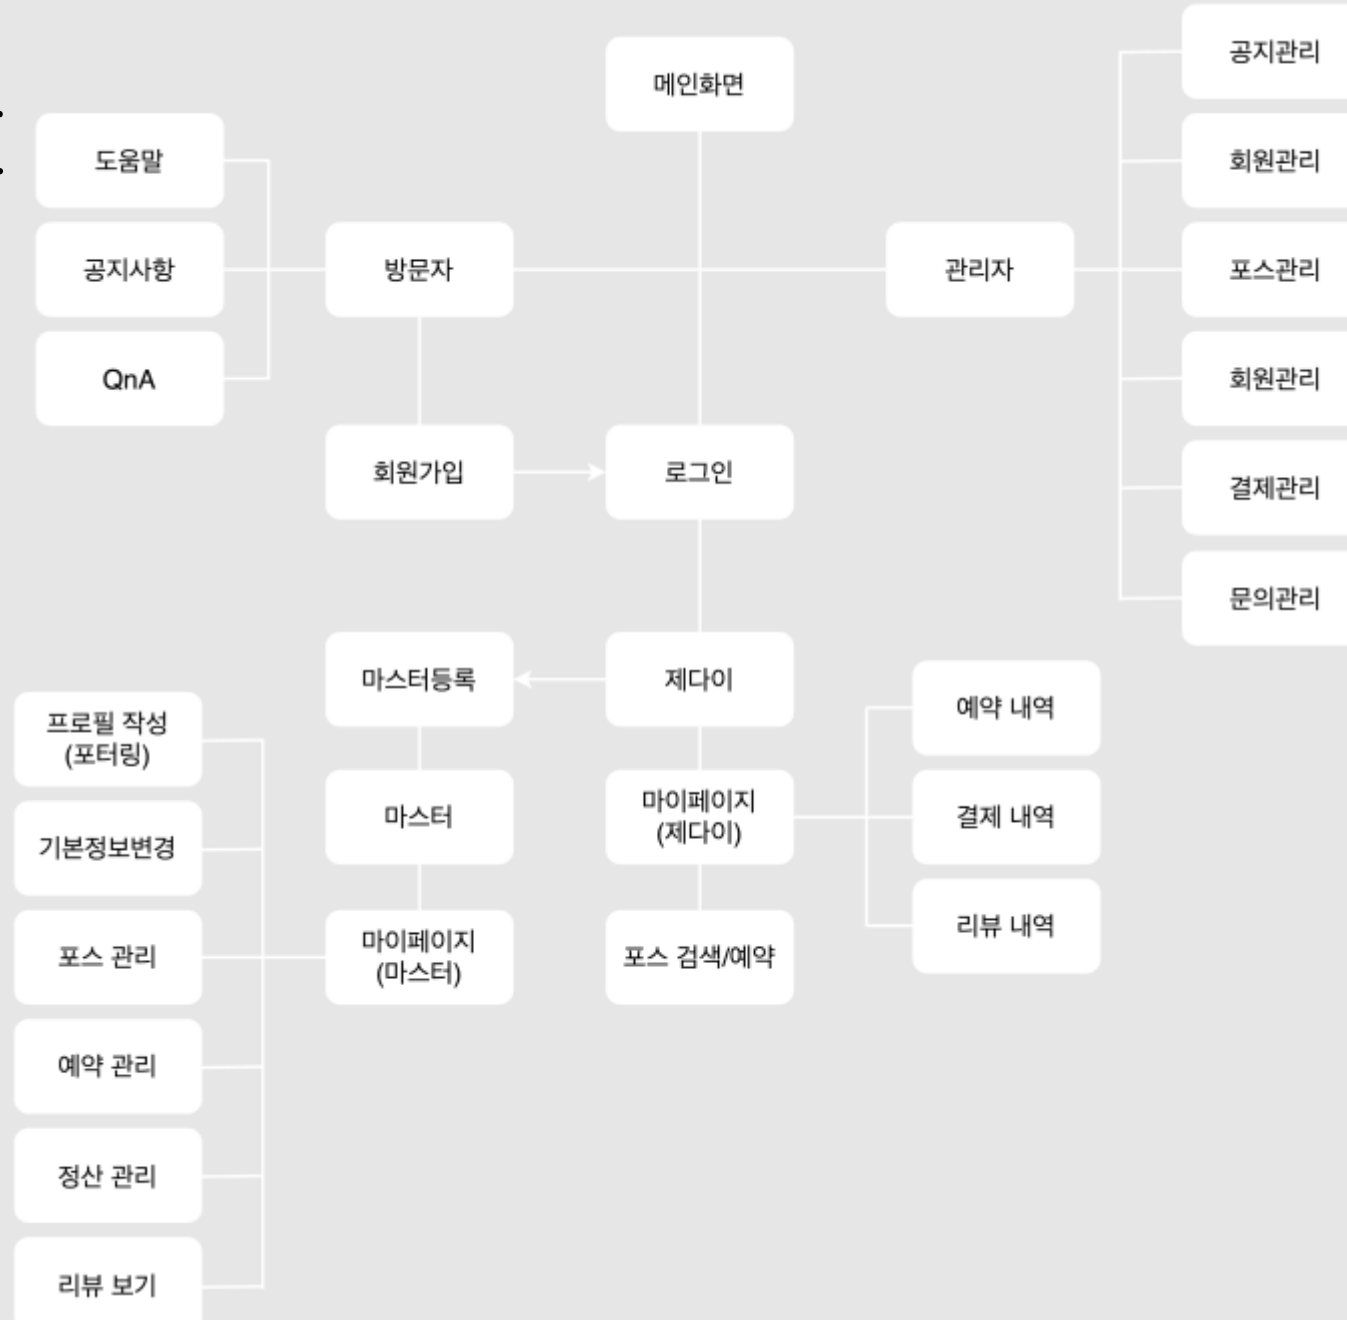 메인화면
도움말
공지사항
QnA
방문자
관리자
공지관리
회원관리
포스관리
회원관리
결제관리
문의관리
회원가입
로그인
마스터등록
제다이
마스터
마이페이지
(제다이)
예약 내역
결제 내역
리뷰 내역
마이페이지
(마스터)
포스 검색/예약
프로필 작성
(포터링)
기본정보변경
포스 관리
예약 관리
정산 관리
리뷰 보기